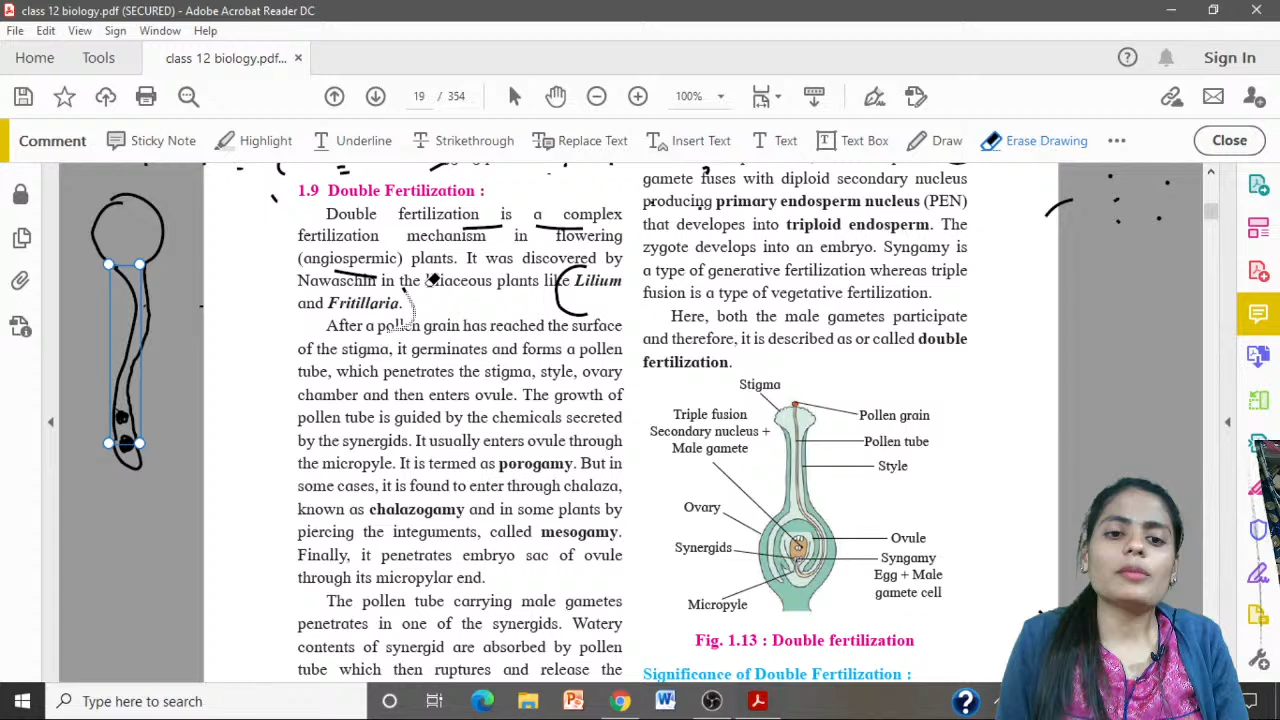 class 12 biology.pdf - Adobe Acrobat Reader DC
File Edit View Sign Window Help
Home Tools class 12 biology.pdf... × Sign In
19 / 354 100%
Comment Sticky Note Highlight Underline Strikethrough Replace Text Insert Text Text Text Box Draw Erase Drawing Close
1.9 Double Fertilization :
Double fertilization is a complex
fertilization mechanism in flowering
(angiospermic) plants. It was discovered by
Nawaschin in the liliaceous plants like Lilium
and Fritillaria.
After a pollen grain has reached the surface
of the stigma, it germinates and forms a pollen
tube, which penetrates the stigma, style, ovary
chamber and then enters ovule. The growth of
pollen tube is guided by the chemicals secreted
by the synergids. It usually enters ovule through
the micropyle. It is termed as porogamy. But in
some cases, it is found to enter through chalaza,
known as chalazogamy and in some plants by
piercing the integuments, called mesogamy.
Finally, it penetrates embryo sac of ovule
through its micropylar end.
The pollen tube carrying male gametes
penetrates in one of the synergids. Watery
contents of synergid are absorbed by pollen
tube which then ruptures and release the
gamete fuses with diploid secondary nucleus
producing primary endosperm nucleus (PEN)
that develops into triploid endosperm. The
zygote develops into an embryo. Syngamy is
a type of generative fertilization whereas triple
fusion is a type of vegetative fertilization.
Here, both the male gametes participate
and therefore, it is described as or called double
fertilization.
Stigma
Triple fusion
Secondary nucleus +
Male gamete
Pollen grain
Pollen tube
Style
Ovary
Synergids
Micropyle
Ovule
Syngamy
Egg + Male
gamete cell
Fig. 1.13 : Double fertilization
Significance of Double Fertilization :
Type here to search